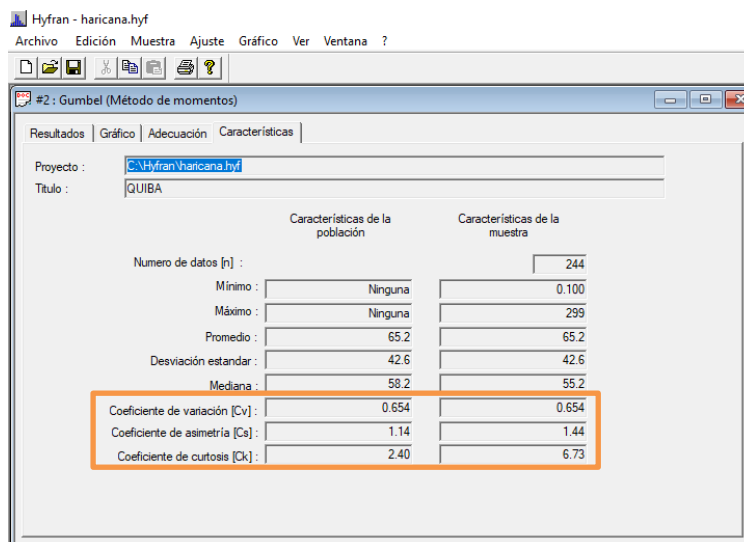 Hyfran - haricana.hyf
Archivo Edición Muestra Ajuste Gráfico Ver Ventana ?
#2 : Gumbel (Método de momentos)
Resultados Gráfico Adecuación Características
Proyecto : C:\Hyfran\haricana.hyf
Titulo : QUIBA
Características de la población Características de la muestra
Numero de datos [n] : 244
Mínimo : Ninguna 0.100
Máximo : Ninguna 299
Promedio : 65.2 65.2
Desviación estandar : 42.6 42.6
Mediana : 58.2 55.2
Coeficiente de variación [Cv] : 0.654 0.654
Coeficiente de asimetría [Cs] : 1.14 1.44
Coeficiente de curtosis [Ck] : 2.40 6.73